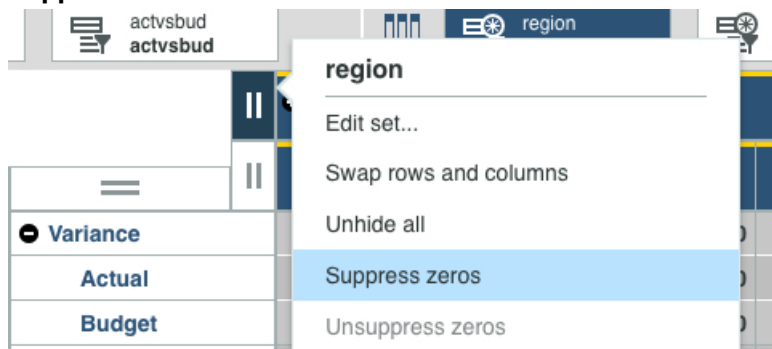 actvsbud
actvsbud
region
region
Edit set...
Swap rows and columns
Unhide all
Suppress zeros
Unsuppress zeros
Variance
Actual
Budget